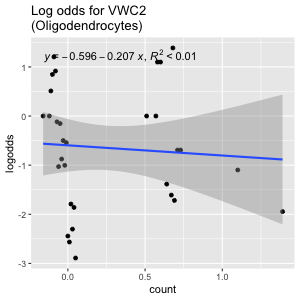 Log odds for VWC2
(Oligodendrocytes)
y = −0.596 − 0.207 x, R² < 0.01
logodds
1
0
-1
-2
-3
0.0 0.5 1.0
count